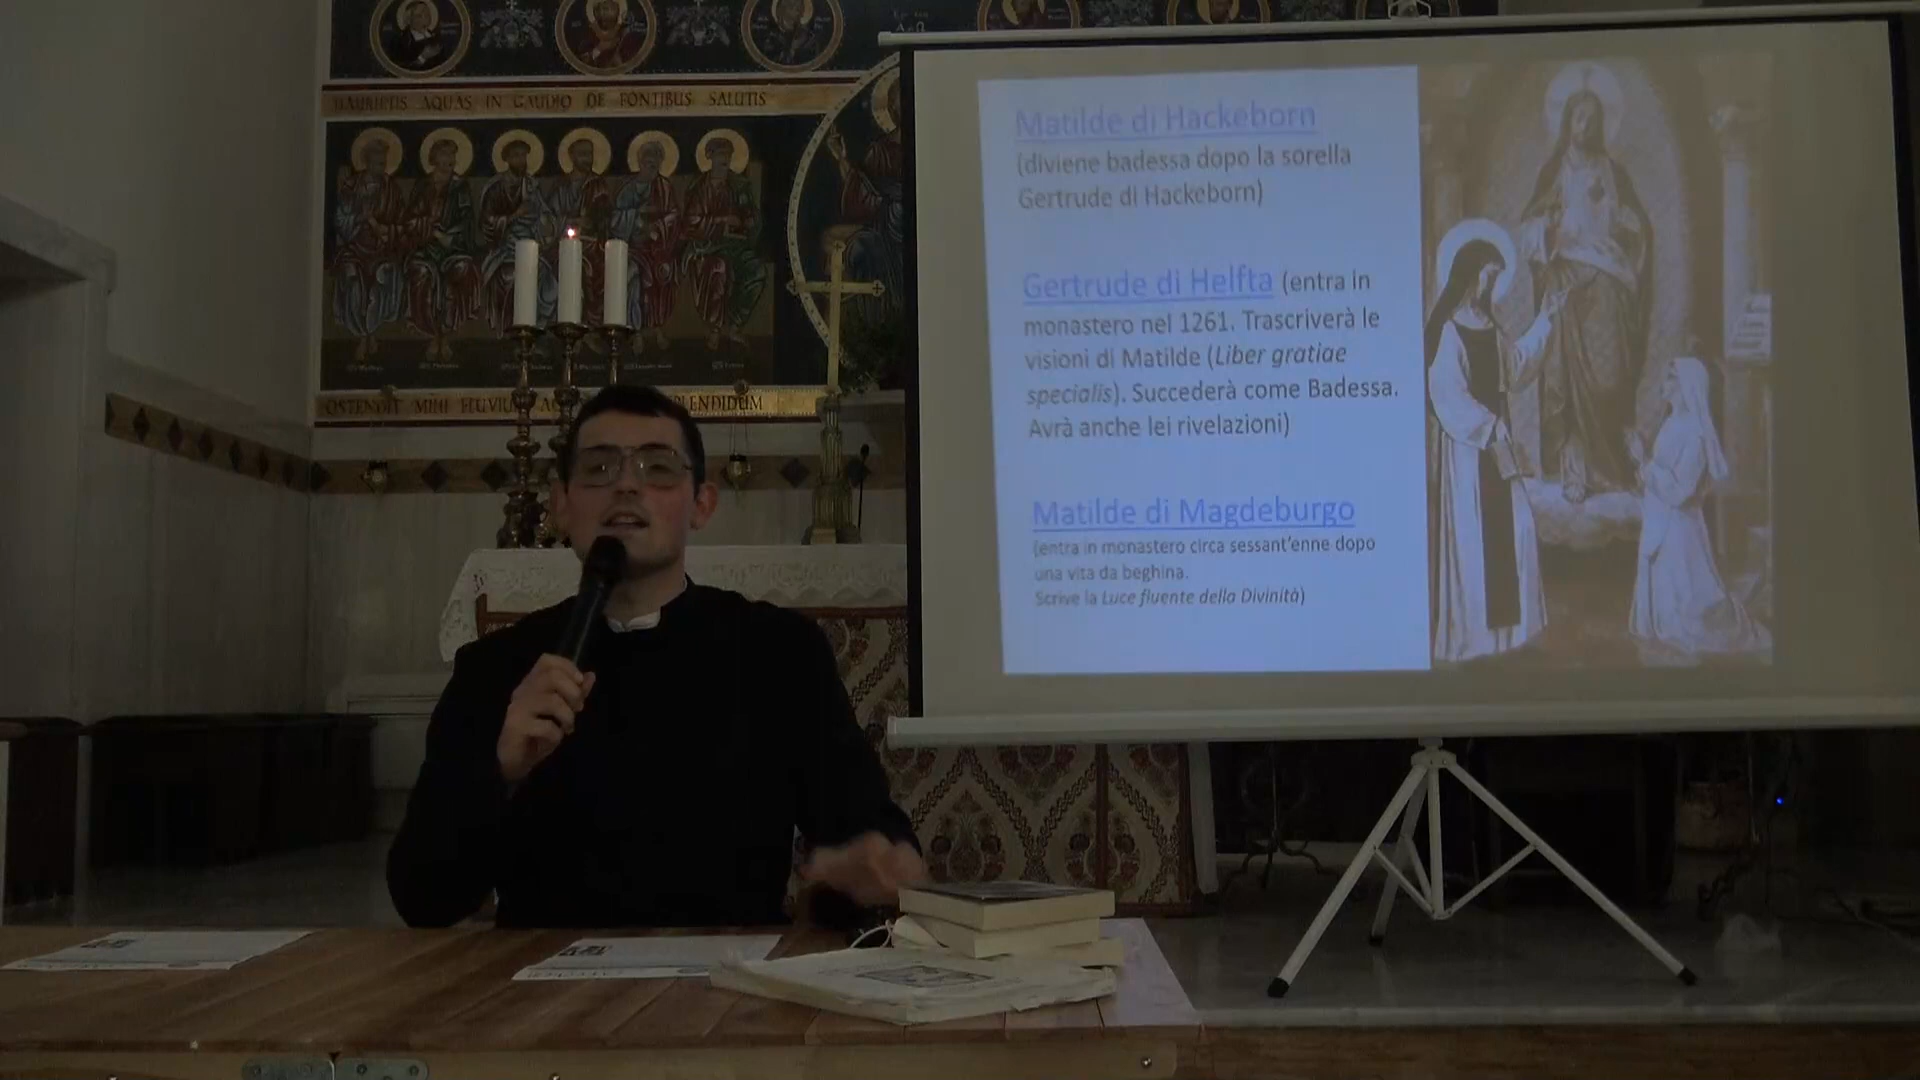 HAURIETIS AQUAS IN GAUDIO DE FONTIBUS SALUTIS
OSTENDIT MIHI FLUVIUM
SPLENDIDUM
Matilde di Hackeborn
(diviene badessa dopo la sorella
Gertrude di Hackeborn)
Gertrude di Helfta (entra in
monastero nel 1261. Trascriverà le
visioni di Matilde (Liber gratiae
specialis). Succederà come Badessa.
Avrà anche lei rivelazioni)
Matilde di Magdeburgo
(entra in monastero circa sessant'enne dopo
una vita da beghina.
Scrive la Luce fluente della Divinità)